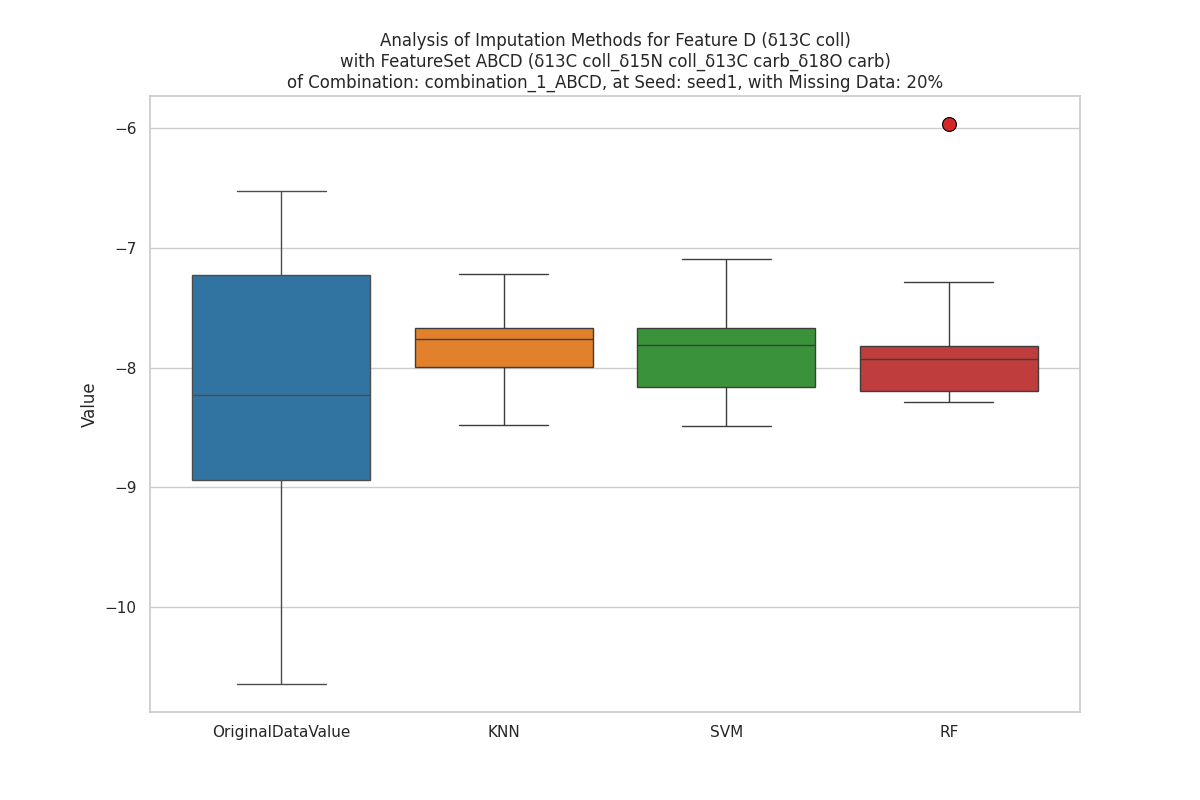 Analysis of Imputation Methods for Feature D (δ13C coll)
with FeatureSet ABCD (δ13C coll_δ15N coll_δ13C carb_δ18O carb)
of Combination: combination_1_ABCD, at Seed: seed1, with Missing Data: 20%
−6
−7
−8
−9
−10
Value
OriginalDataValue
KNN
SVM
RF